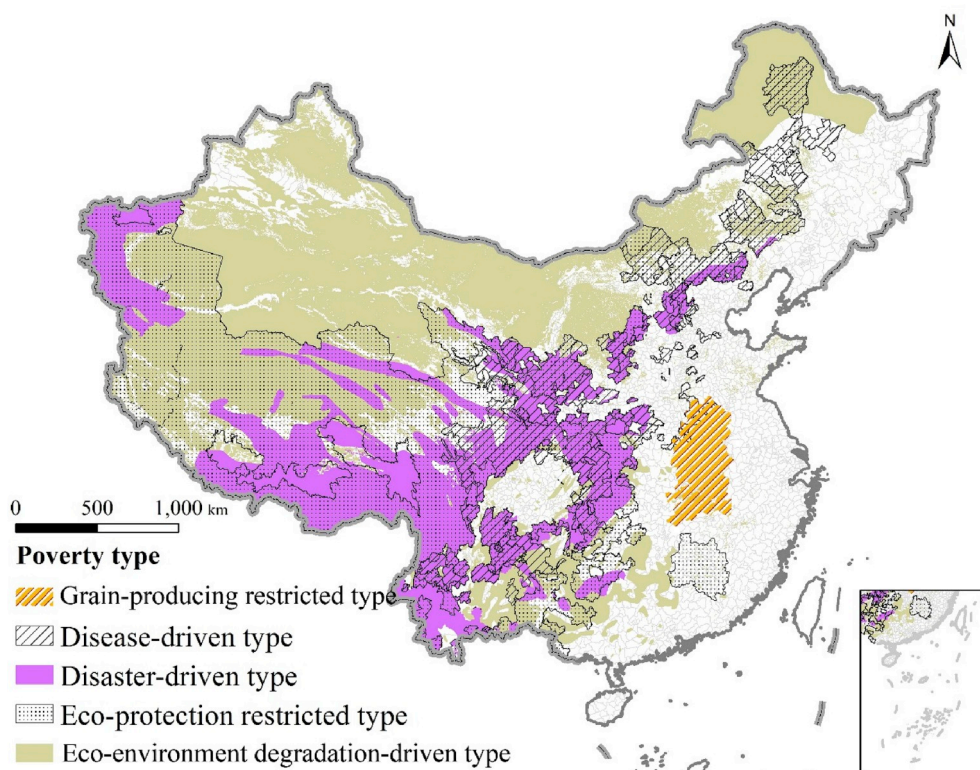 N
0 500 1,000 km
Poverty type
Grain-producing restricted type
Disease-driven type
Disaster-driven type
Eco-protection restricted type
Eco-environment degradation-driven type